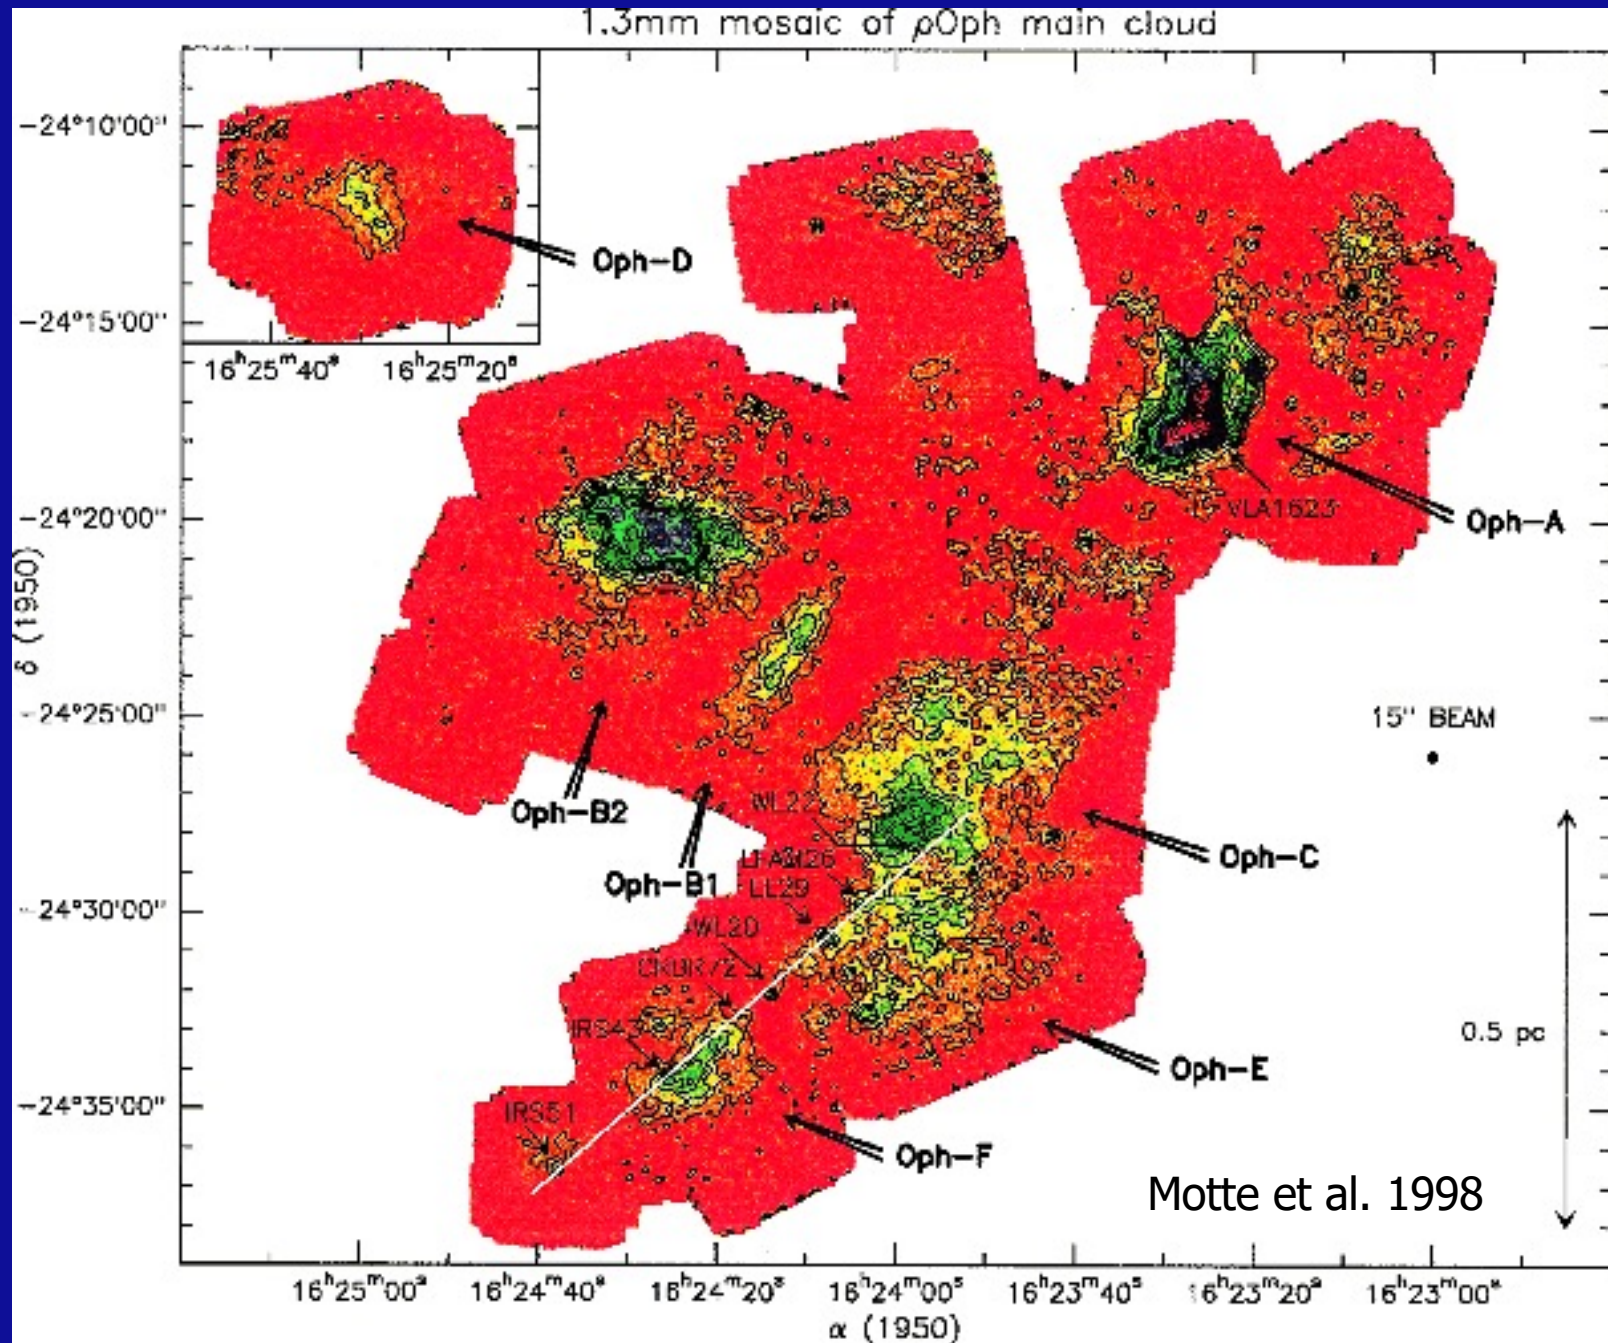 1.3mm mosaic of ρOph main cloud
−24°10'00"
Oph−D
−24°15'00"
16ʰ25ᵐ40ˢ 16ʰ25ᵐ20ˢ
−24°20'00"
VLA1623
Oph−A
δ (1950)
−24°25'00"
15" BEAM
Oph−B2
WL22
Oph−C
Oph−B1
LFAM26
LL29
−24°30'00"
WL20
CRBR72
0.5 pc
IRS43
Oph−E
−24°35'00"
IRS51
Oph−F
Motte et al. 1998
16ʰ25ᵐ00ˢ 16ʰ24ᵐ40ˢ 16ʰ24ᵐ20ˢ 16ʰ24ᵐ00ˢ 16ʰ23ᵐ40ˢ 16ʰ23ᵐ20ˢ 16ʰ23ᵐ00ˢ
α (1950)